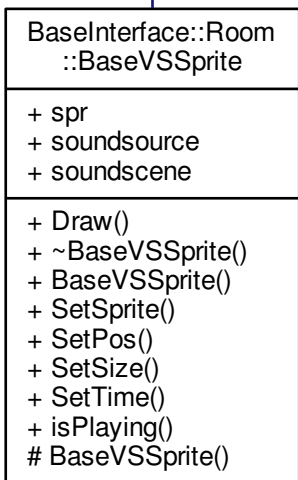 BaseInterface::Room
::BaseVSSprite
+ spr
+ soundsource
+ soundscene
+ Draw()
+ ~BaseVSSprite()
+ BaseVSSprite()
+ SetSprite()
+ SetPos()
+ SetSize()
+ SetTime()
+ isPlaying()
# BaseVSSprite()